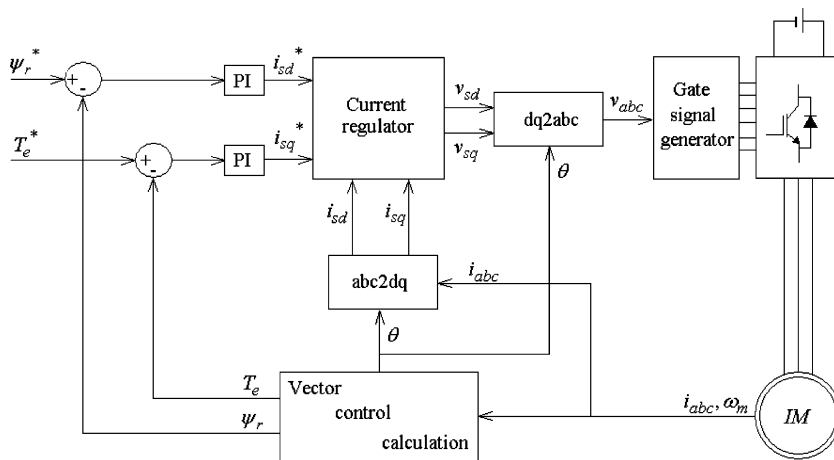 ψr*
+
-
PI
isd*
Current
regulator
vsd
vsq
dq2abc
vabc
Gate
signal
generator
Te*
+
-
PI
isq*
θ
isd
isq
abc2dq
iabc
θ
Te
ψr
Vector
control
calculation
iabc, ωm
IM